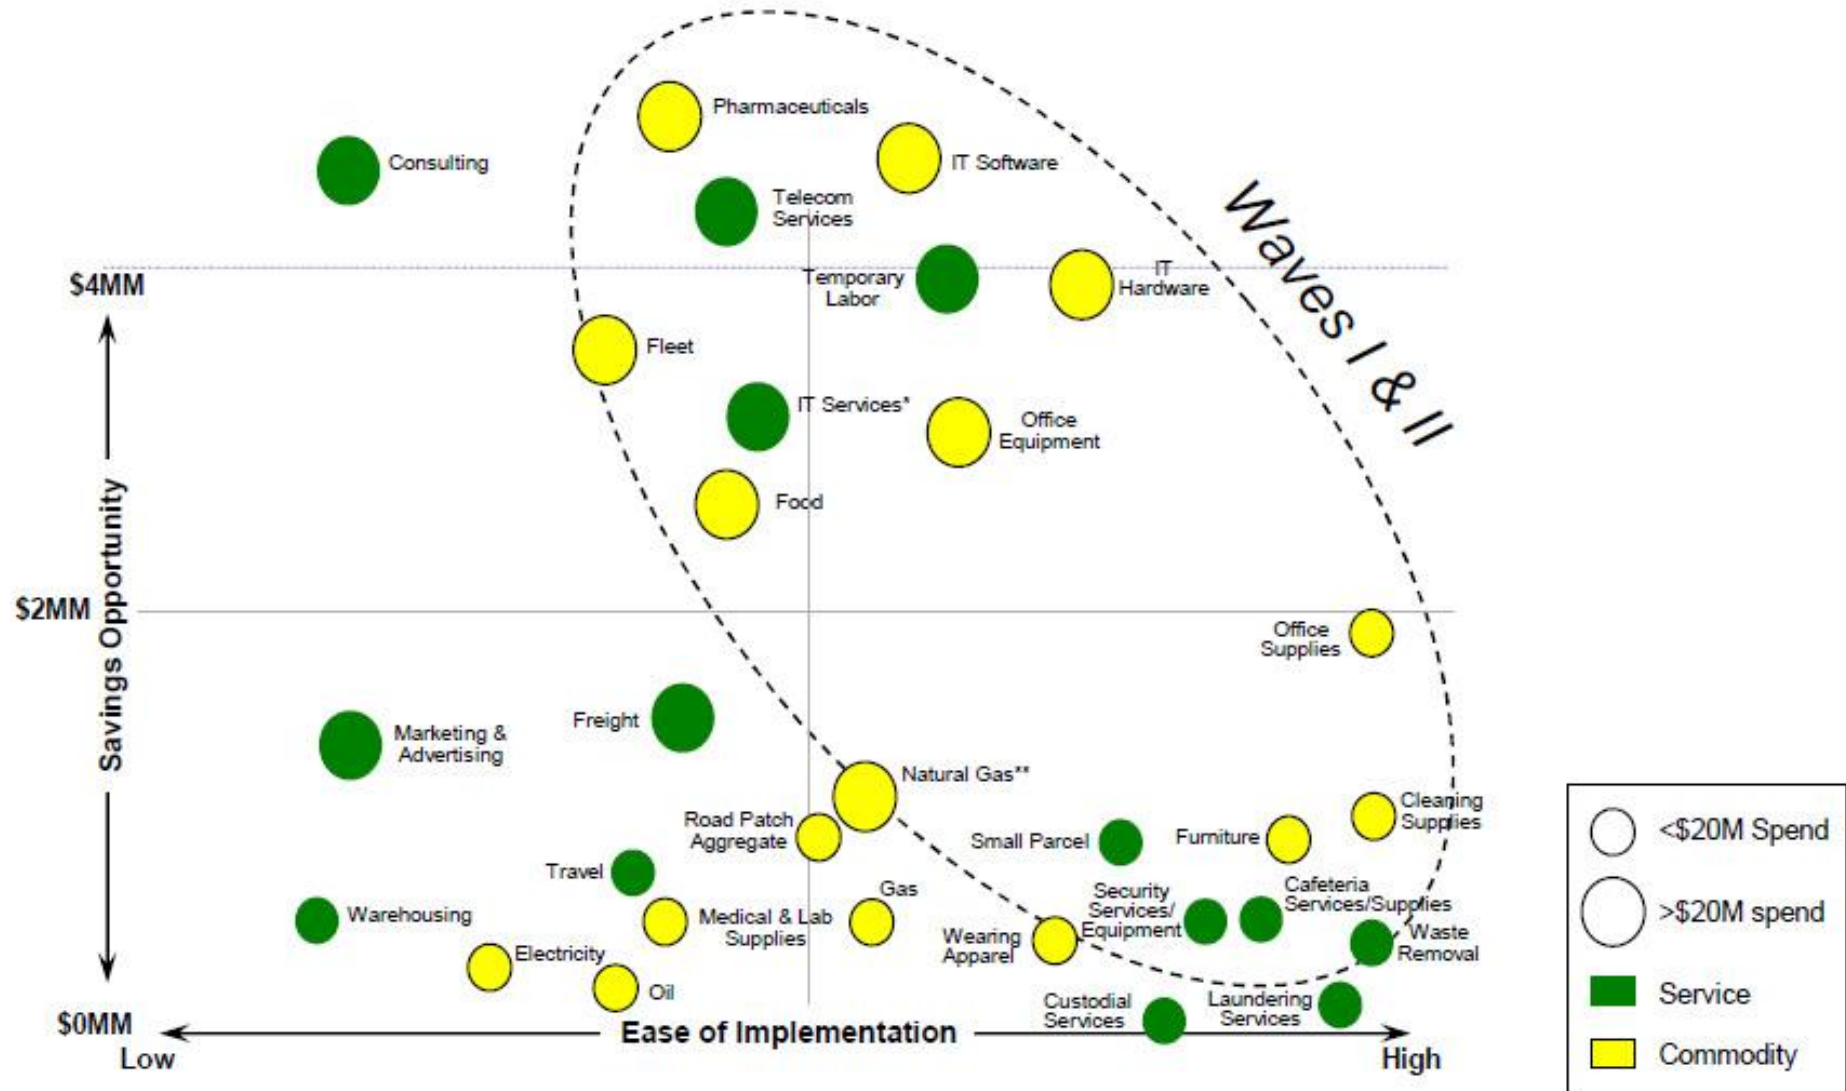 Pharmaceuticals
Consulting
IT Software
Telecom
Services
Waves I & II
$4MM
Temporary
Labor
IT
Hardware
Fleet
IT Services*
Office
Equipment
Food
Savings Opportunity
$2MM
Office
Supplies
Marketing &
Advertising
Freight
Natural Gas**
Road Patch
Aggregate
Small Parcel
Furniture
Cleaning
Supplies
Travel
Warehousing
Medical & Lab
Supplies
Gas
Security
Services/
Equipment
Cafeteria
Services/Supplies
Wearing
Apparel
Waste
Removal
Electricity
Oil
Custodial
Services
Laundering
Services
$0MM
Low
Ease of Implementation
High
<$20M Spend
>$20M spend
Service
Commodity